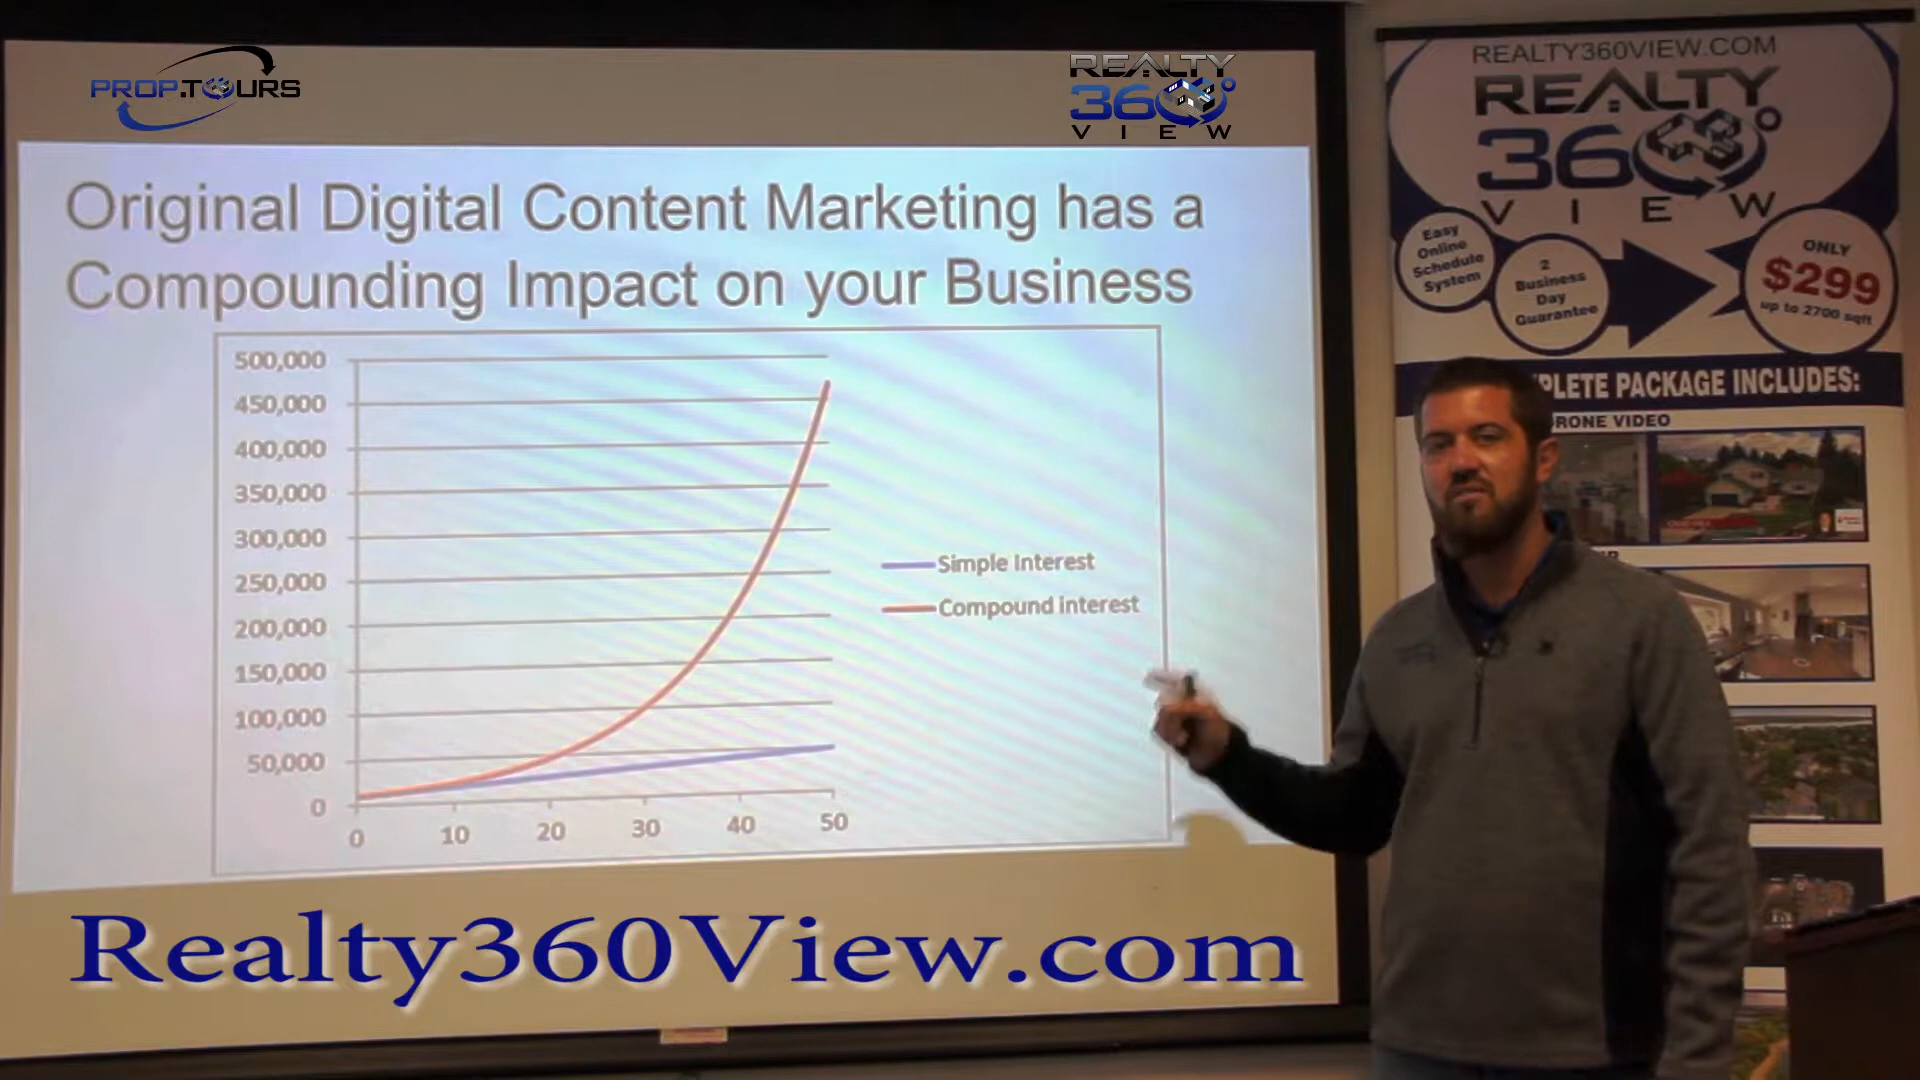 PROP.TOURS
REALTY
360°
VIEW
Original Digital Content Marketing has a
Compounding Impact on your Business
500,000
450,000
400,000
350,000
300,000
250,000
200,000
150,000
100,000
50,000
0
0 10 20 30 40 50
Simple Interest
Compound interest
Realty360View.com
REALTY360VIEW.COM
REALTY
360°
VIEW
Easy
Online
Schedule
System
2
Business
Day
Guarantee
ONLY
$299
up to 2700 sqft
PLETE PACKAGE INCLUDES:
RONE VIDEO